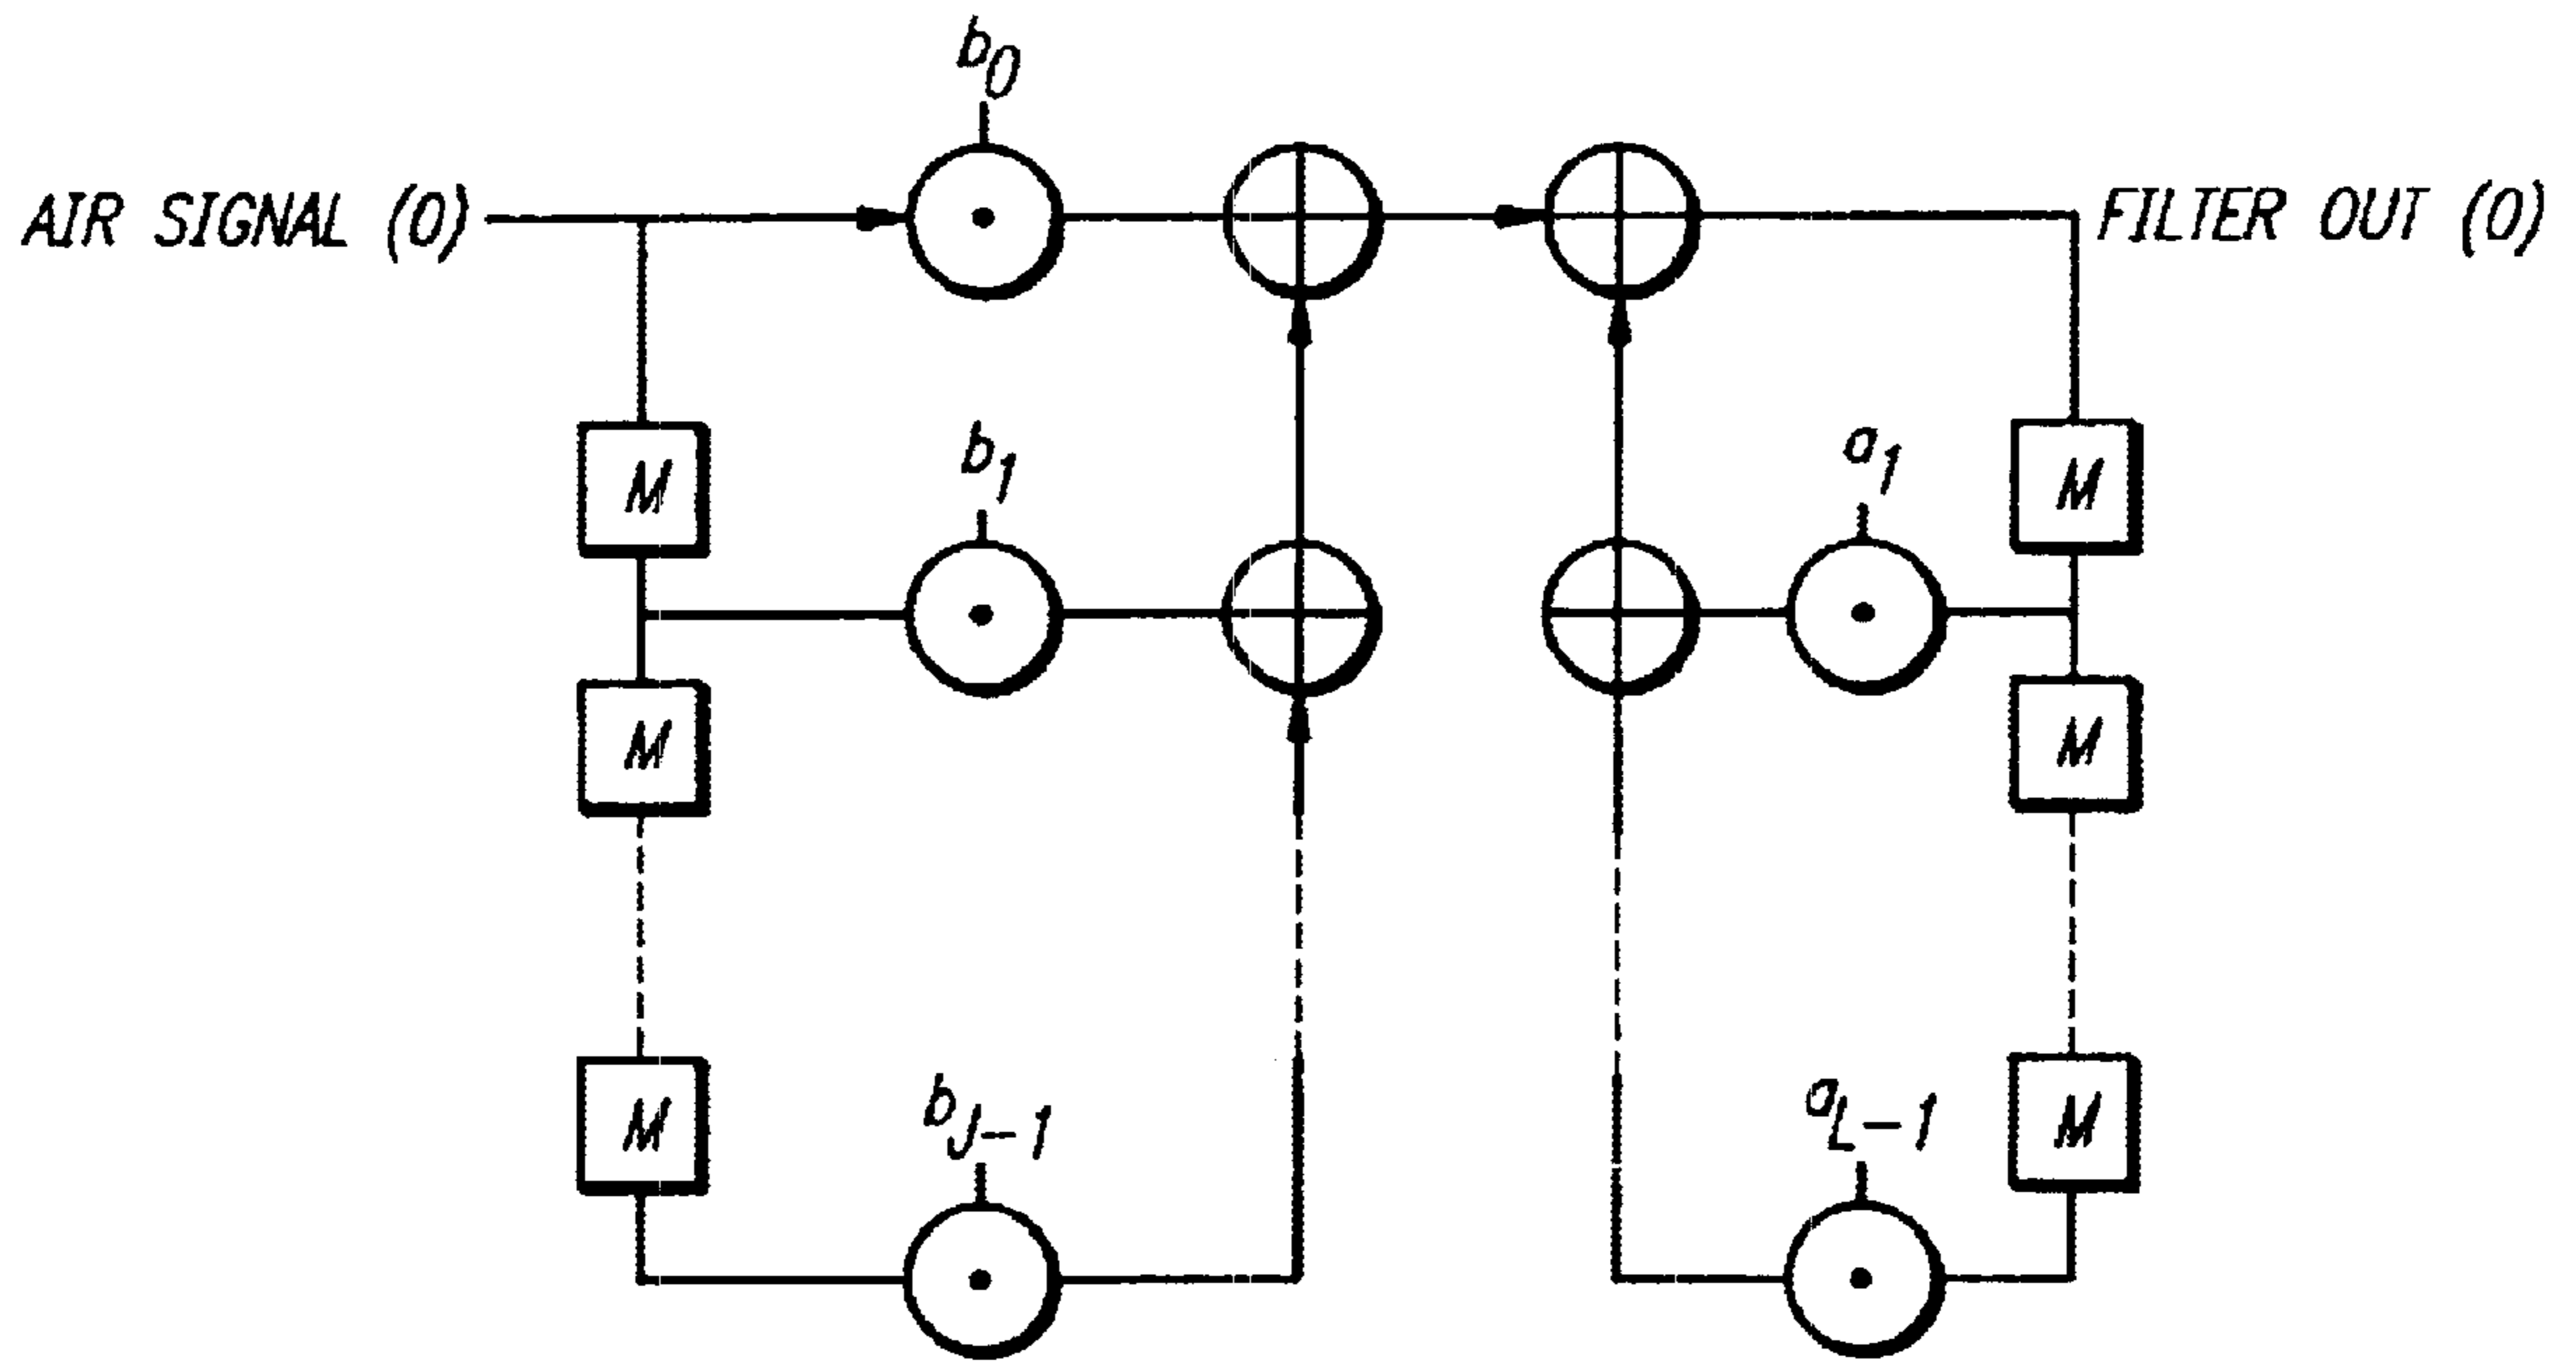 b0
AIR SIGNAL (0)
FILTER OUT (0)
M
b1
a1
M
M
M
M
bJ-1
aL-1
M